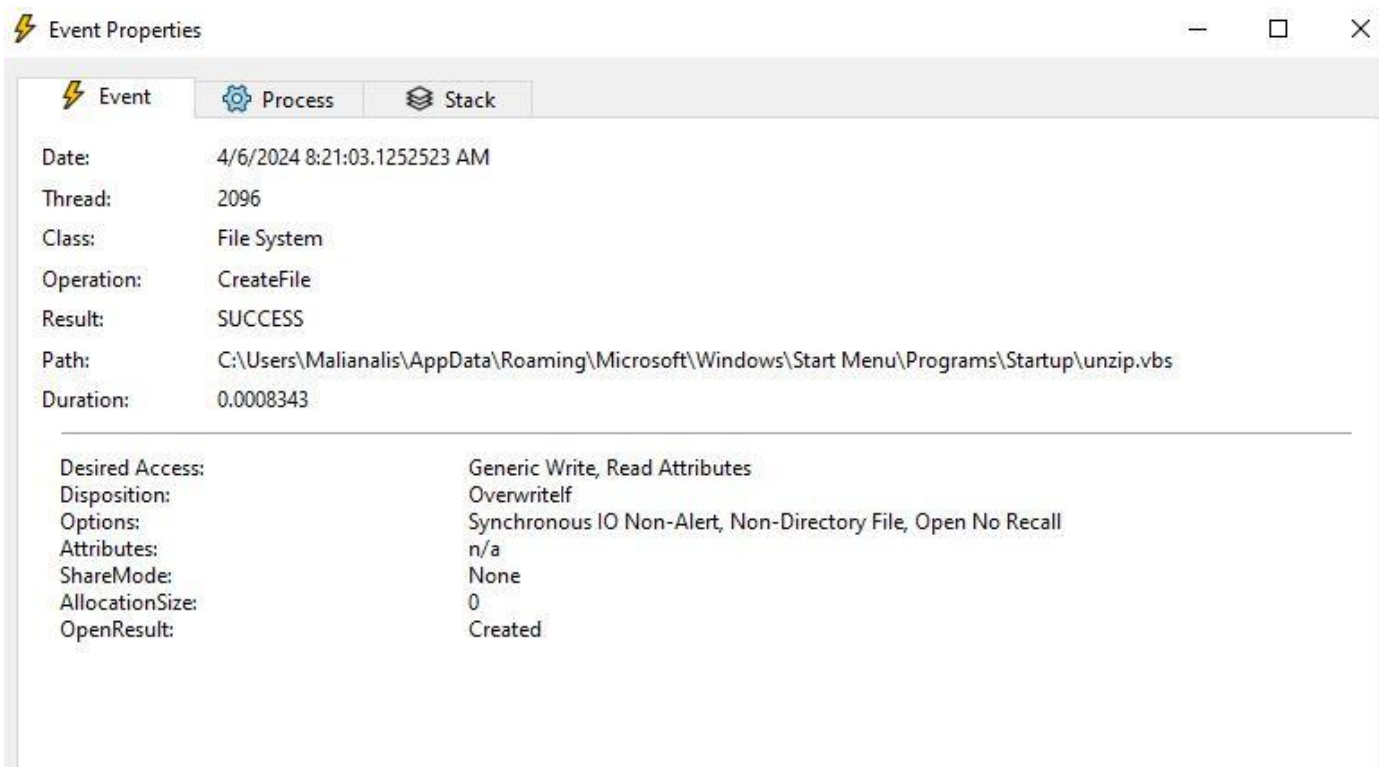 Event Properties
Event Process Stack
Date: 4/6/2024 8:21:03.1252523 AM
Thread: 2096
Class: File System
Operation: CreateFile
Result: SUCCESS
Path: C:\Users\Malianalis\AppData\Roaming\Microsoft\Windows\Start Menu\Programs\Startup\unzip.vbs
Duration: 0.0008343
Desired Access: Generic Write, Read Attributes
Disposition: OverwriteIf
Options: Synchronous IO Non-Alert, Non-Directory File, Open No Recall
Attributes: n/a
ShareMode: None
AllocationSize: 0
OpenResult: Created